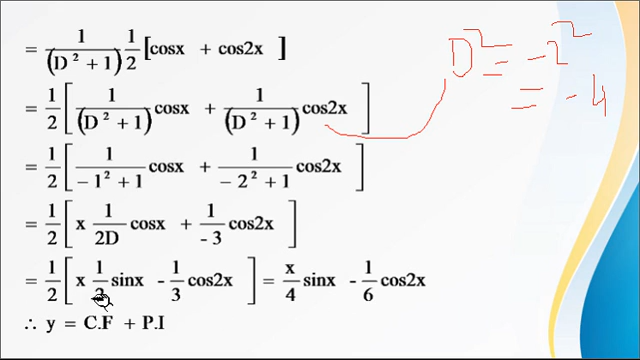 = 1/(D² + 1) 1/2 [cosx + cos2x]
= 1/2 [ 1/(D² + 1) cosx + 1/(D² + 1) cos2x ]
= 1/2 [ 1/(-1² + 1) cosx + 1/(-2² + 1) cos2x ]
= 1/2 [ x 1/2D cosx + 1/-3 cos2x ]
= 1/2 [ x 1/2 sinx - 1/3 cos2x ] = x/4 sinx - 1/6 cos2x
∴ y = C.F + P.I
D² = -2²
= -4